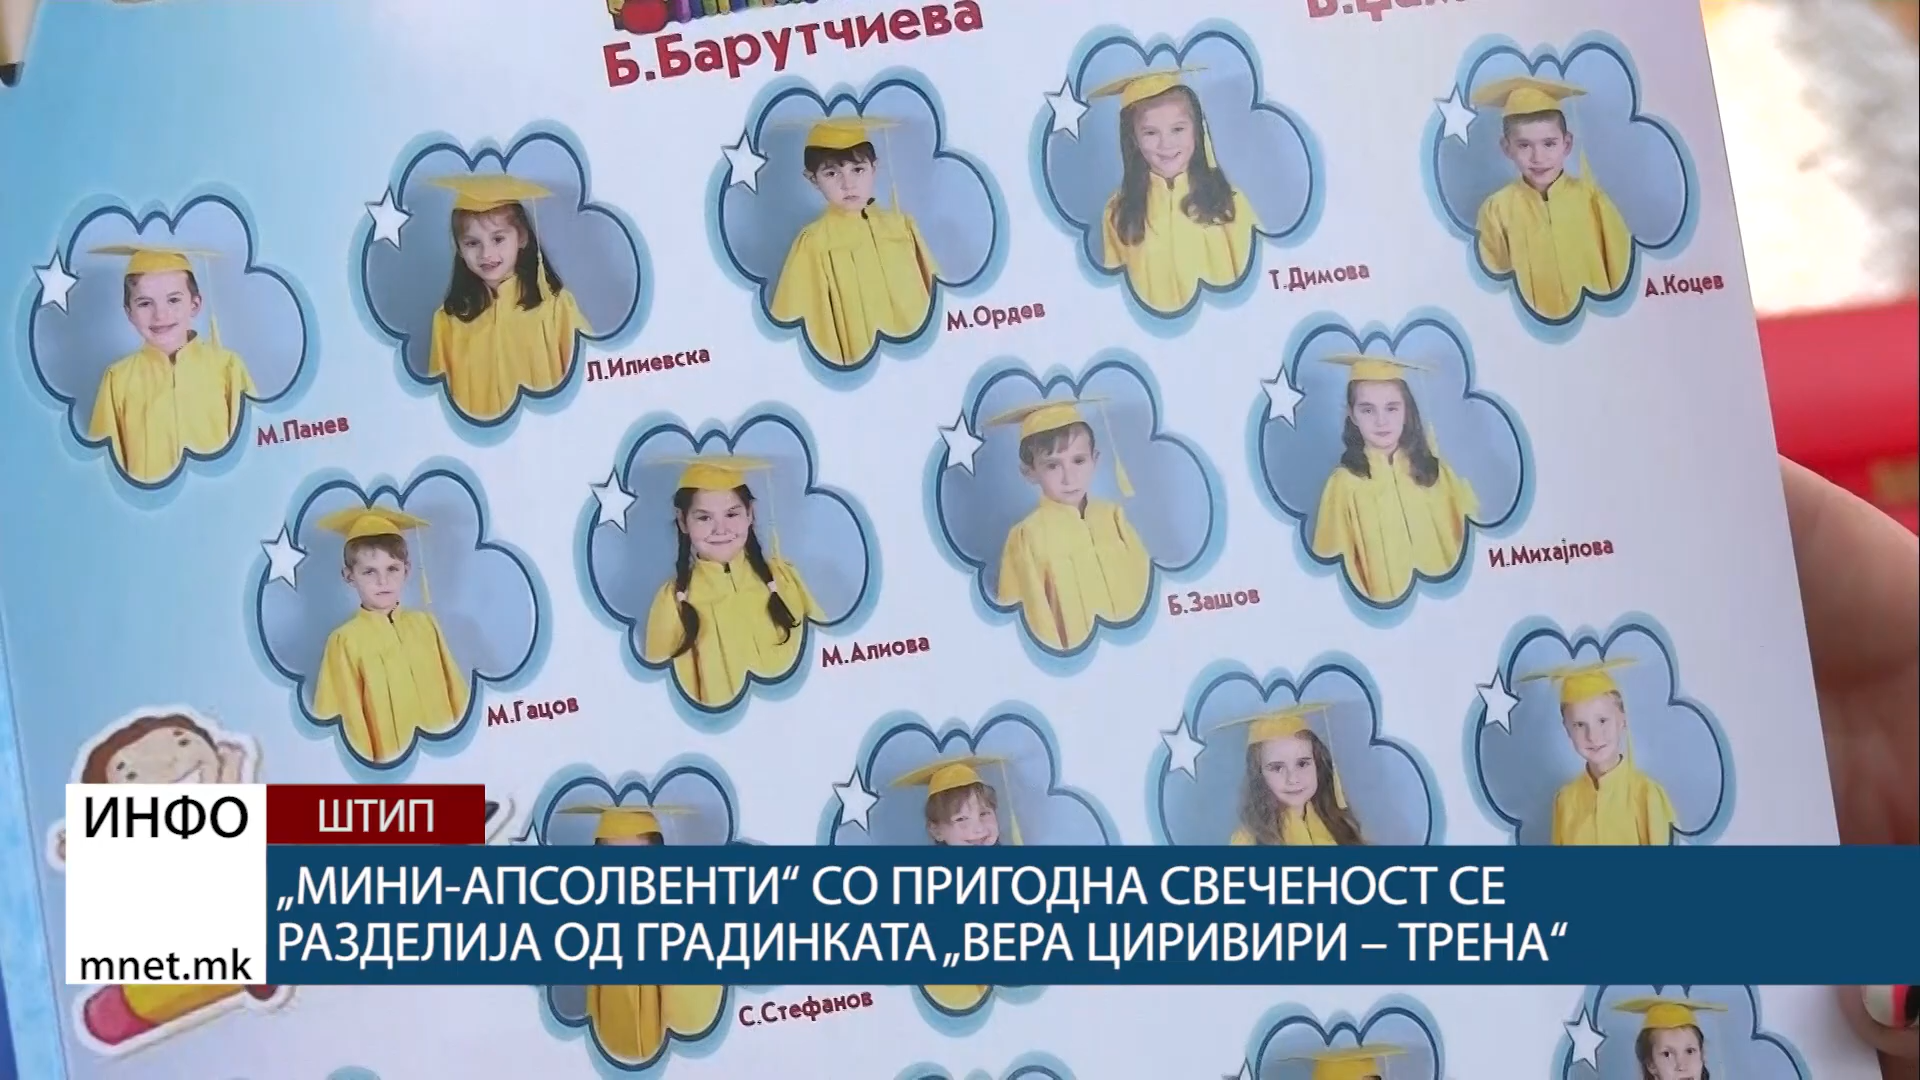 Б.Барутчиева
М.Панев
Л.Илиевска
М.Ордев
Т.Димова
А.Коцев
М.Гацов
М.Алиова
Б.Зашов
И.Михајлова
С.Стефанов
ИНФО
ШТИП
„МИНИ-АПСОЛВЕНТИ“ СО ПРИГОДНА СВЕЧЕНОСТ СЕ
РАЗДЕЛИЈА ОД ГРАДИНКАТА „ВЕРА ЦИРИВИРИ – ТРЕНА“
mnet.mk